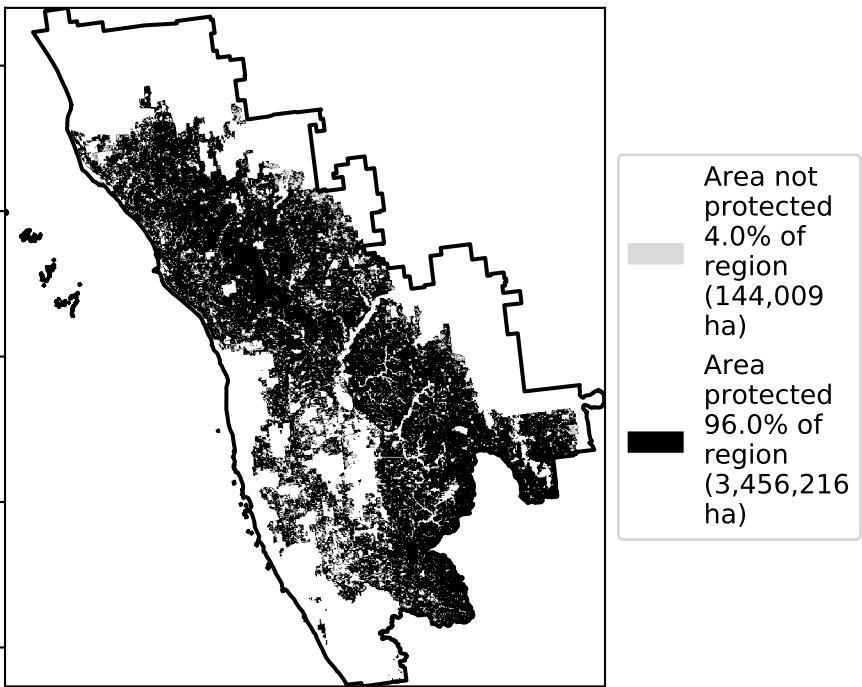 Area not
protected
4.0% of
region
(144,009
ha)
Area
protected
96.0% of
region
(3,456,216
ha)